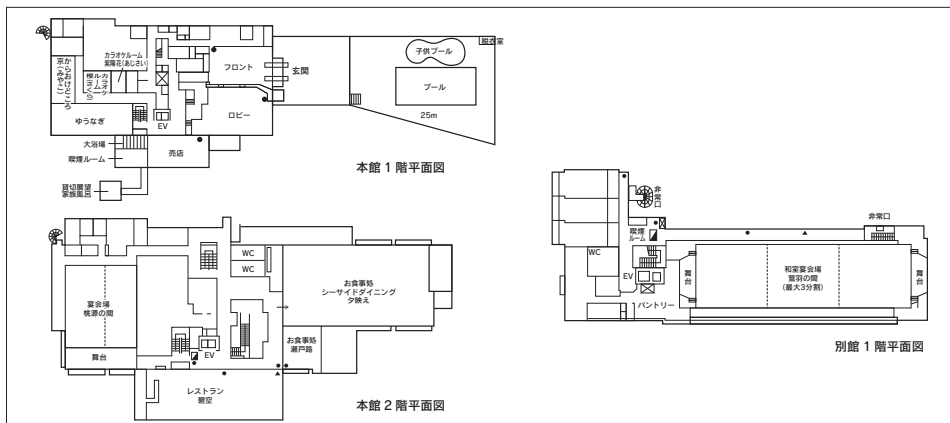 カラオケルーム
紫陽花(あじさい)
からおけどころ
京(みやこ)
カラオケ
ルーム
ゆうなぎ
EV
フロント
ロビー
玄関
脱衣室
子供プール
プール
25m
大浴場
喫煙ルーム
売店
貸切展望
家族風呂
本館1階平面図
宴会場
桃源の間
舞台
WC
WC
EV
お食事処
シーサイドダイニング
夕映え
お食事処
瀬戸路
レストラン
碧空
本館2階平面図
非常口
喫煙
ルーム
WC
EV
パントリー
非常口
舞台
和室宴会場
鷲羽の間
(最大3分割)
舞台
別館1階平面図